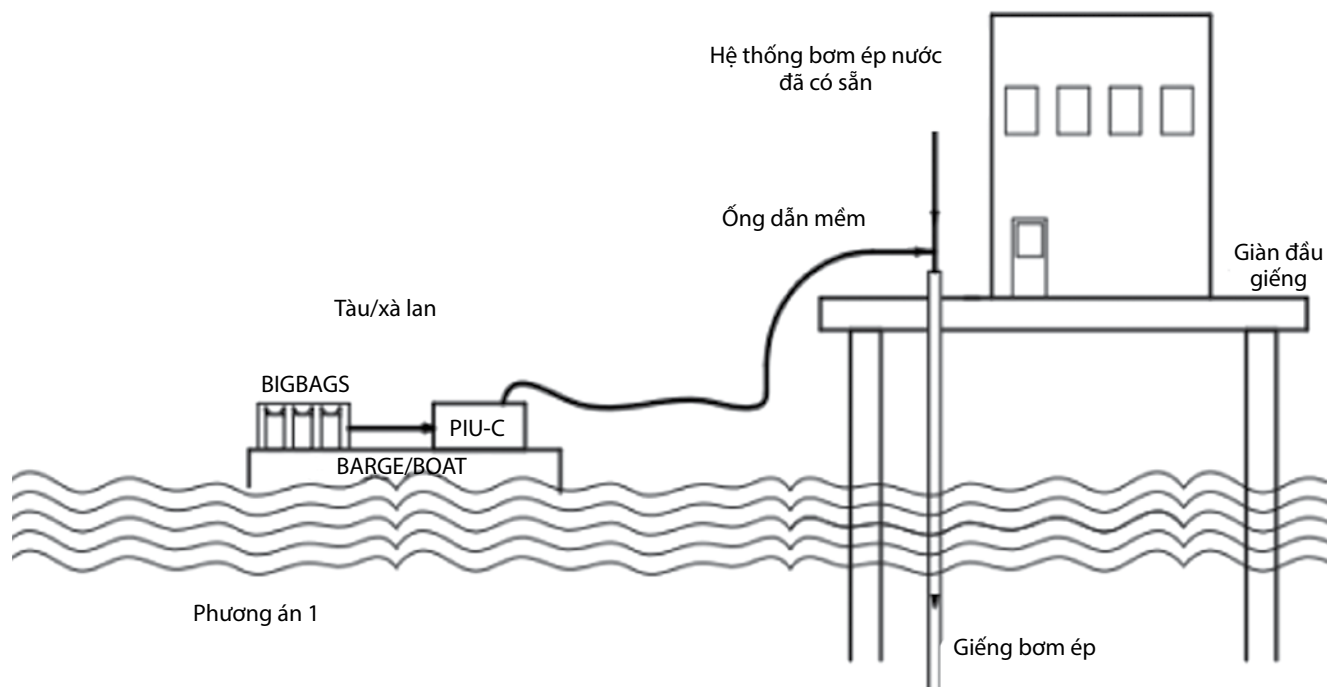 Hệ thống bơm ép nước
đã có sẵn
Ống dẫn mềm
Giàn đầu
giếng
Tàu/xà lan
BIGBAGS
PIU-C
BARGE/BOAT
Phương án 1
Giếng bơm ép